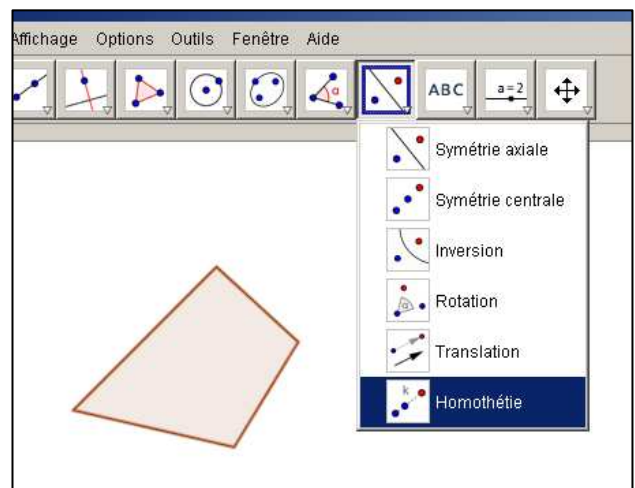 Affichage Options Outils Fenêtre Aide
α ABC a=2
Symétrie axiale
Symétrie centrale
Inversion
α Rotation
Translation
k Homothétie